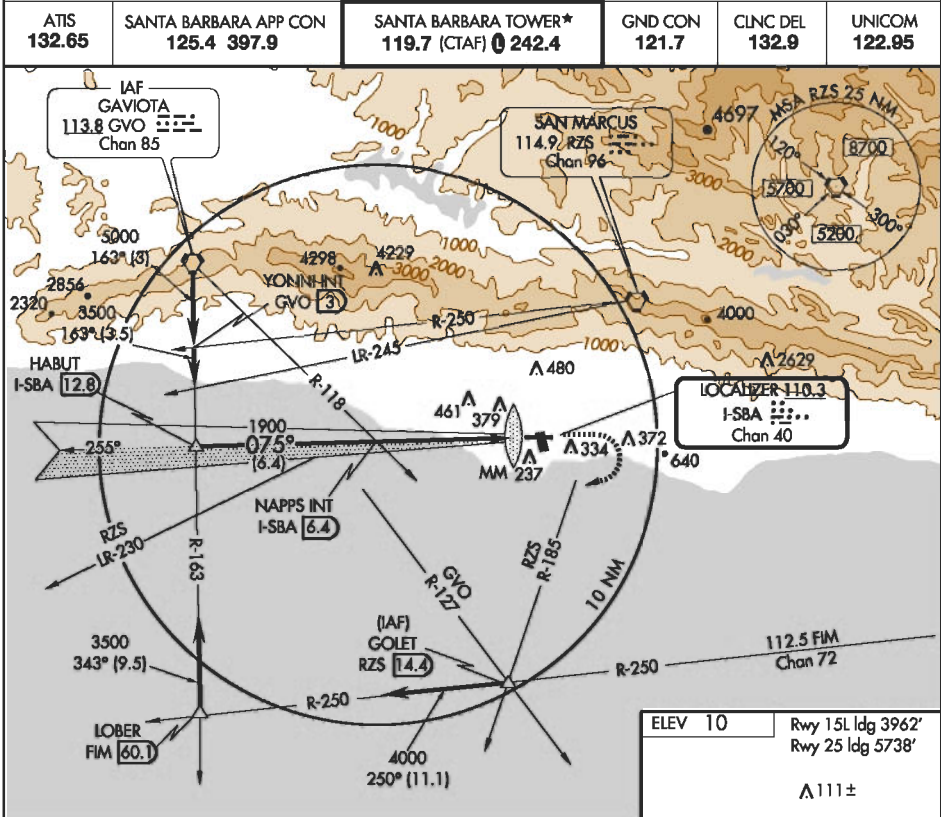 ATIS
132.65
SANTA BARBARA APP CON
125.4 397.9
SANTA BARBARA TOWER★
119.7 (CTAF) L 242.4
GND CON
121.7
CLNC DEL
132.9
UNICOM
122.95
IAF
GAVIOTA
113.8 GVO
Chan 85
SAN MARCUS
114.9 RZS
Chan 96
1000
3000
4697
MSA RZS 25 NM
120°
8700
5700
030°
300°
5200
2000
5000
163° (3)
4298
4229
3000
2000
1000
YONNH INT
GVO 3
2856
2320
3500
163° (3.5)
R-250
LR-245
4000
1000
HABUT
I-SBA 12.8
R-118
480
2629
461
379
LOCALIZER 110.3
I-SBA
Chan 40
1900
075°
(6.4)
255°
MM
237
334
372
640
NAPPS INT
I-SBA 6.4
RZS
LR-230
R-163
GVO
R-127
RZS
R-185
10 NM
3500
343° (9.5)
(IAF)
GOLET
RZS 14.4
112.5 FIM
Chan 72
R-250
R-250
LOBER
FIM 60.1
4000
250° (11.1)
ELEV 10
Rwy 15L ldg 3962'
Rwy 25 ldg 5738'
111±